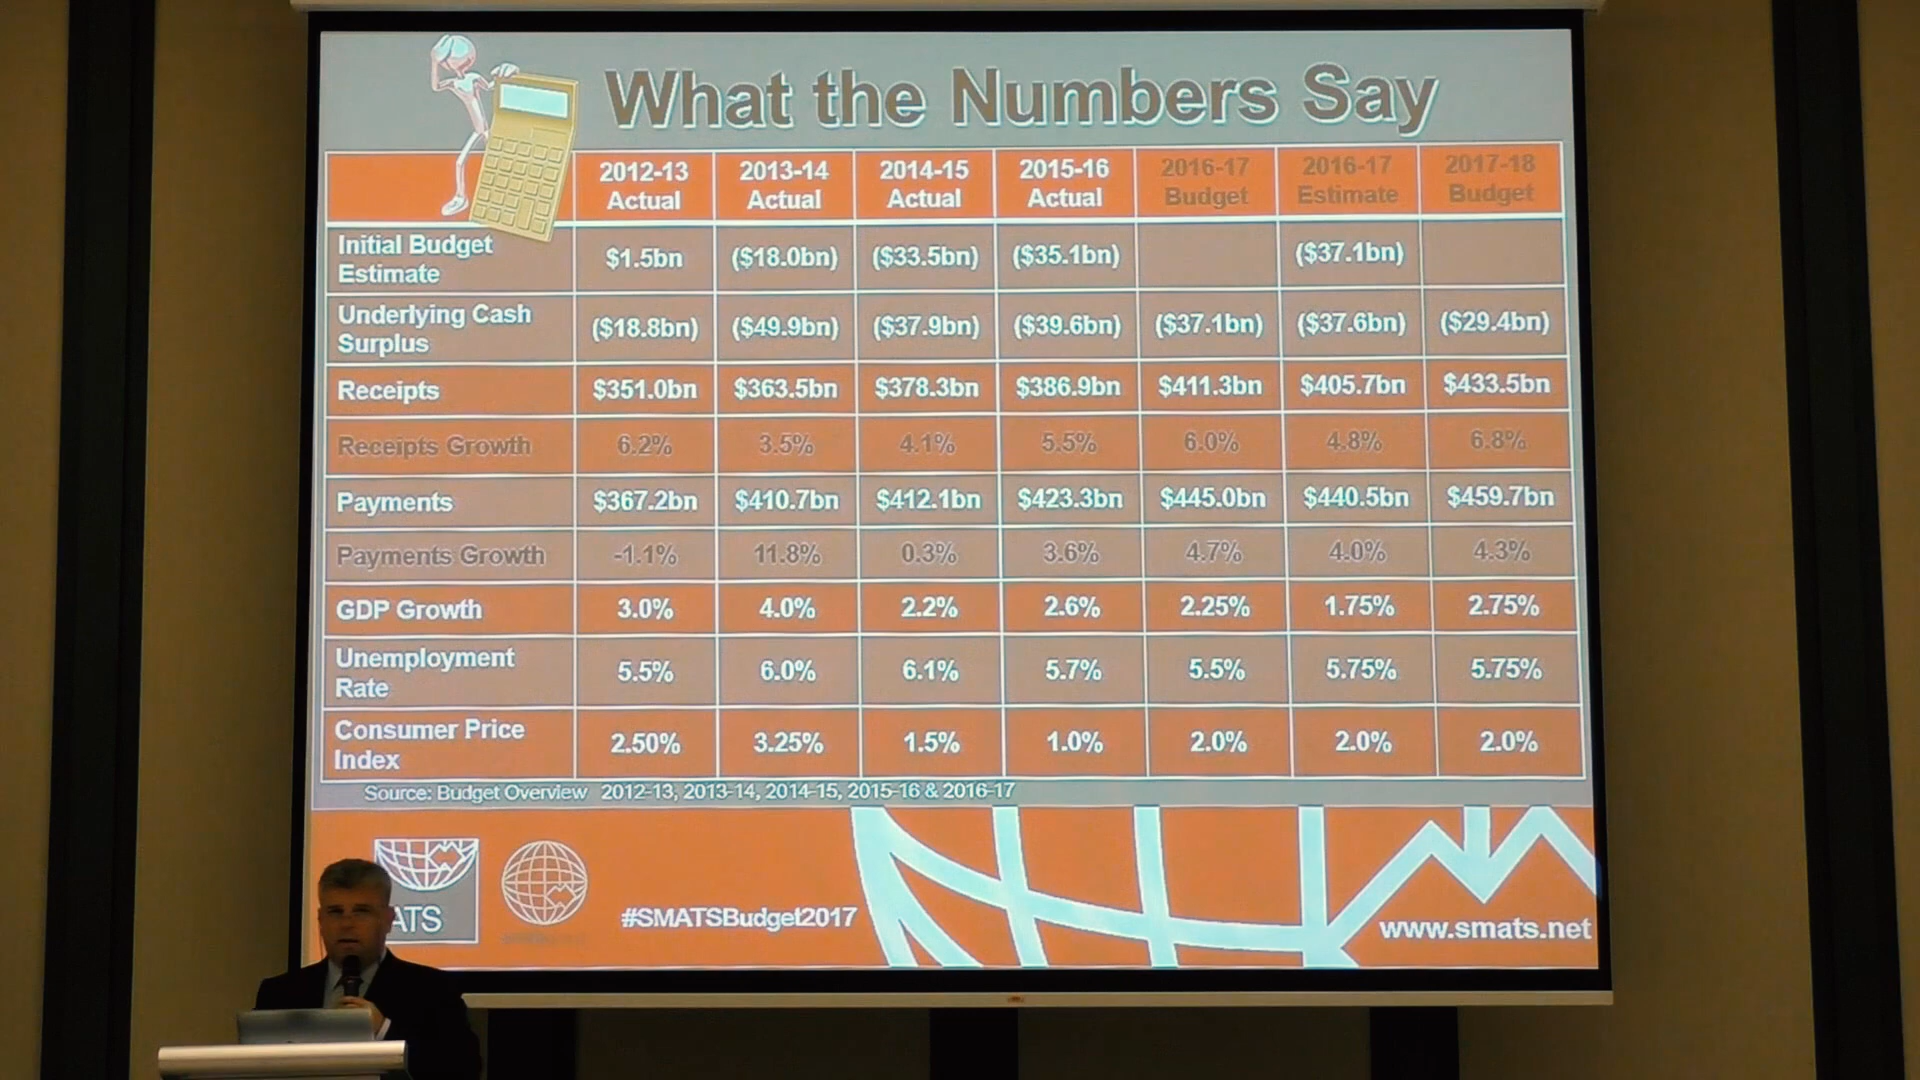 What the Numbers Say
2012-13 Actual 2013-14 Actual 2014-15 Actual 2015-16 Actual 2016-17 Budget 2016-17 Estimate 2017-18 Budget
Initial Budget Estimate $1.5bn ($18.0bn) ($33.5bn) ($35.1bn) ($37.1bn)
Underlying Cash Surplus ($18.8bn) ($49.9bn) ($37.9bn) ($39.6bn) ($37.1bn) ($37.6bn) ($29.4bn)
Receipts $351.0bn $363.5bn $378.3bn $386.9bn $411.3bn $405.7bn $433.5bn
Receipts Growth 6.2% 3.5% 4.1% 5.5% 6.0% 4.8% 6.8%
Payments $367.2bn $410.7bn $412.1bn $423.3bn $445.0bn $440.5bn $459.7bn
Payments Growth -1.1% 11.8% 0.3% 3.6% 4.7% 4.0% 4.3%
GDP Growth 3.0% 4.0% 2.2% 2.6% 2.25% 1.75% 2.75%
Unemployment Rate 5.5% 6.0% 6.1% 5.7% 5.5% 5.75% 5.75%
Consumer Price Index 2.50% 3.25% 1.5% 1.0% 2.0% 2.0% 2.0%
Source: Budget Overview 2012-13, 2013-14, 2014-15, 2015-16 & 2016-17
ATS
#SMATSBudget2017
www.smats.net